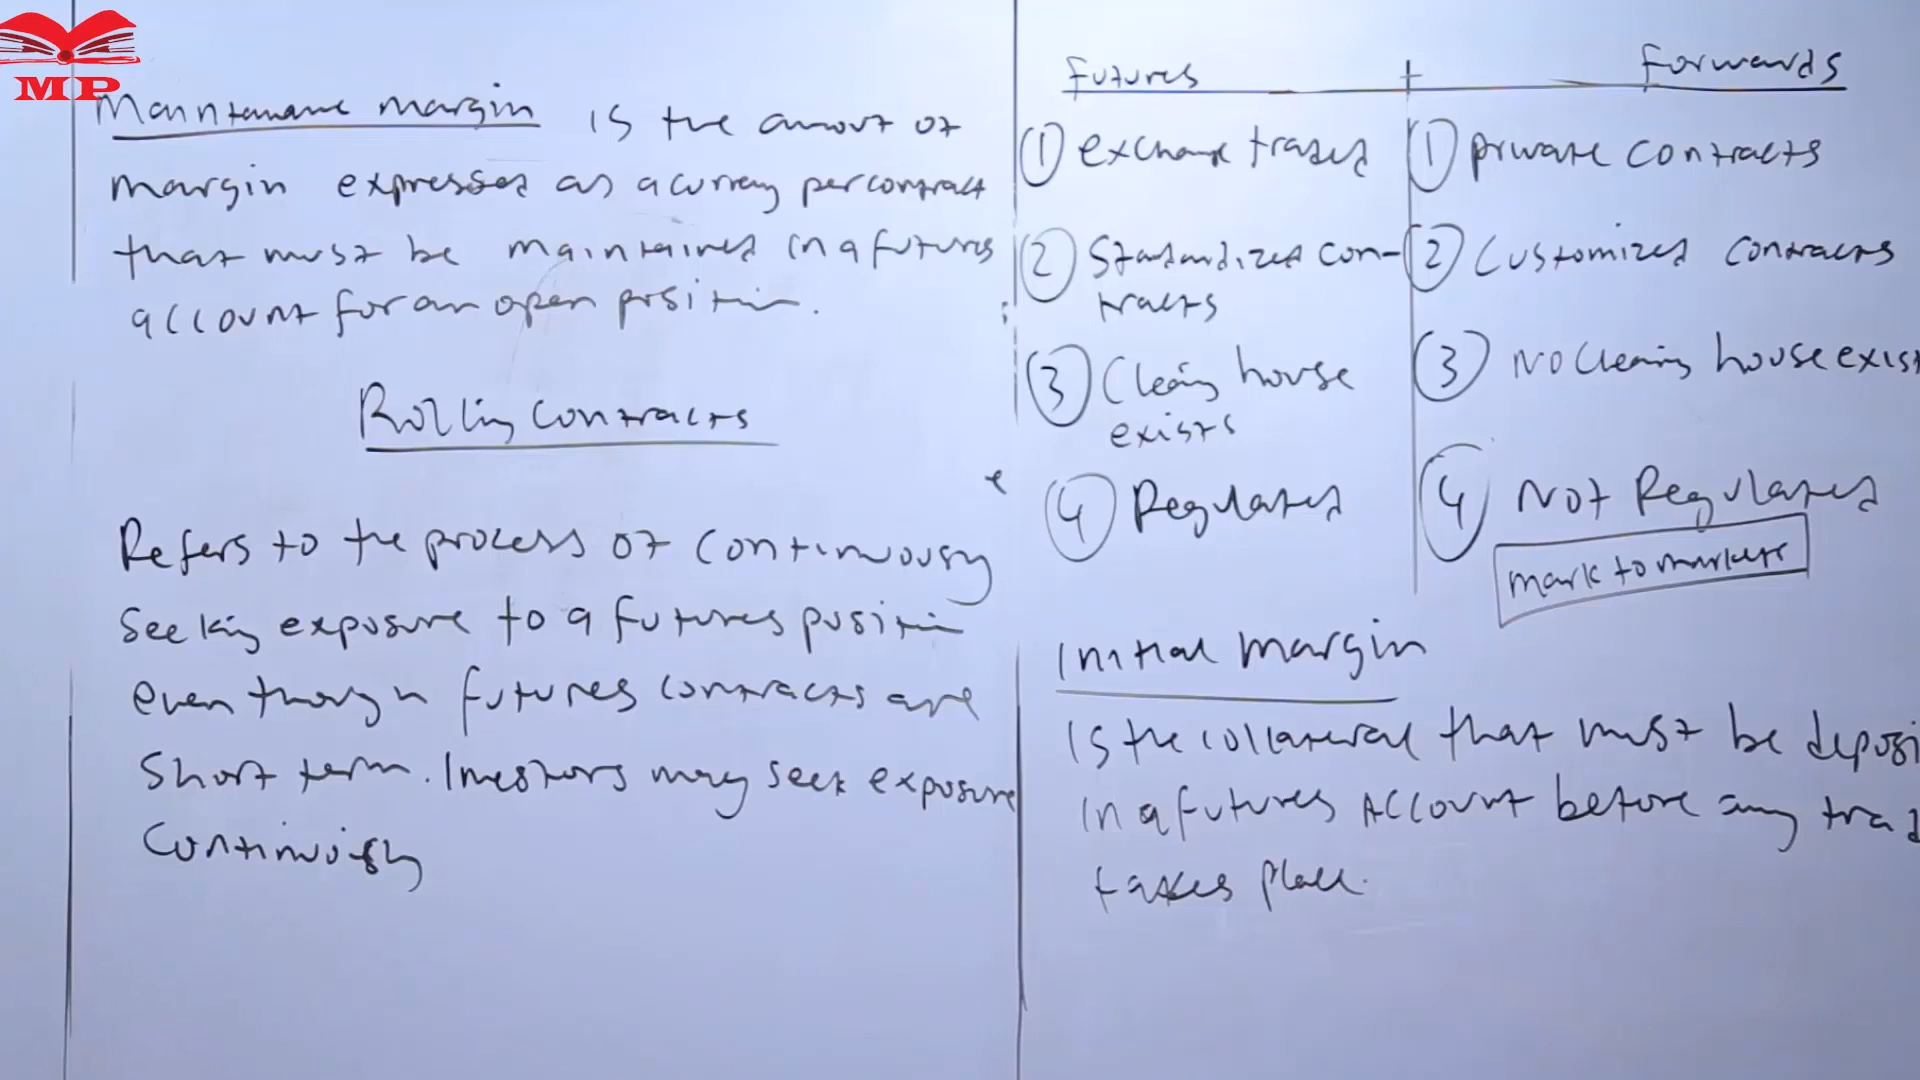 MP
Maintenance margin is the amount of
margin expressed as a currency per contract
that must be maintained in a futures
account for an open position.
Rolling contracts
Refers to the process of continuously
seeking exposure to a futures position
even though futures contracts are
short term. Investors may seek exposure
continuously
Futures Forwards
① exchange traded ① private contracts
② Standardized con- ② Customized contracts
tracts
③ Clearing house ③ No Clearing house exist
exists
④ Regulated ④ Not Regulated
mark to markets
Initial margin
is the collateral that must be deposi
in a futures account before any trad
takes place.